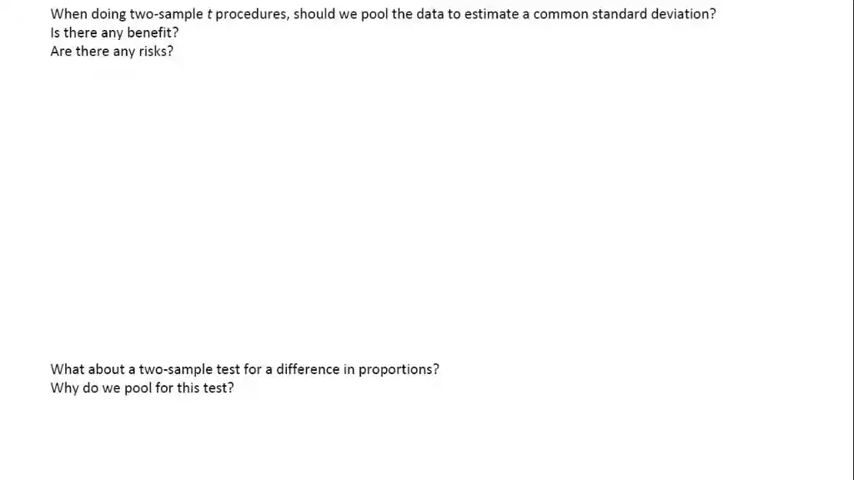 When doing two-sample t procedures, should we pool the data to estimate a common standard deviation?
Is there any benefit?
Are there any risks?
What about a two-sample test for a difference in proportions?
Why do we pool for this test?